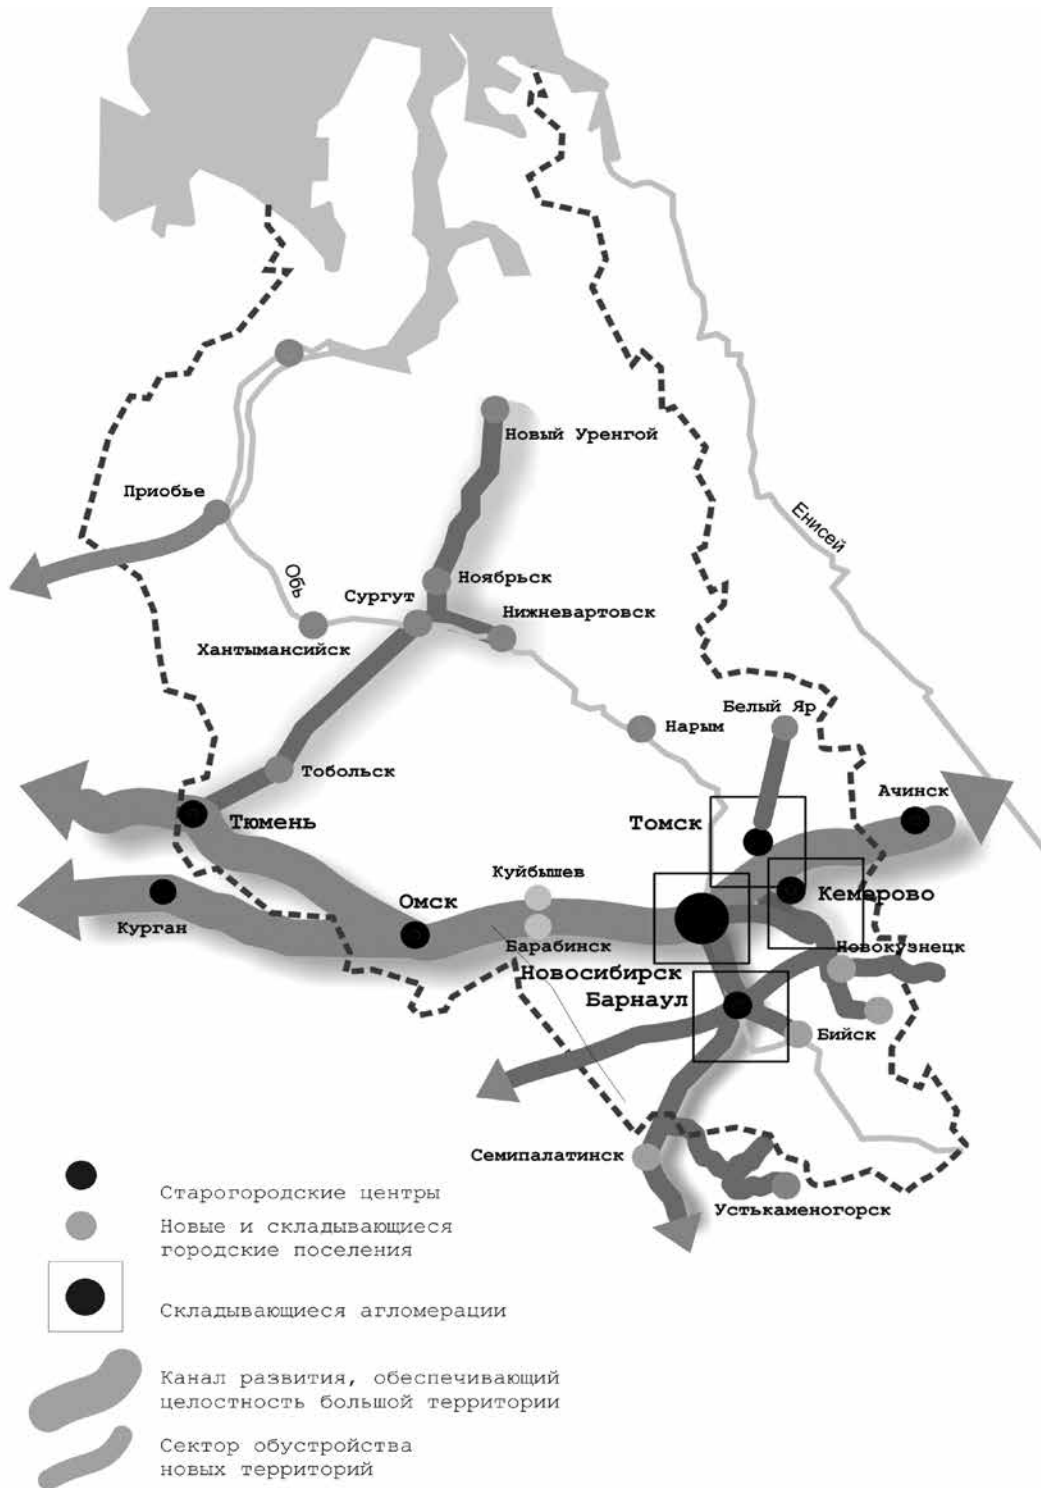 Новый Уренгой
Приобье
Енисей
Обь
Ноябрьск
Сургут
Нижневартовск
Хантымансийск
Белый Яр
Нарым
Тобольск
Ачинск
Тюмень
Томск
Куйбышев
Кемерово
Омск
Курган
Барабинск
Новокузнецк
Новосибирск
Барнаул
Бийск
Семипалатинск
Устькаменогорск
Старогородские центры
Новые и складывающиеся
городские поселения
Складывающиеся агломерации
Канал развития, обеспечивающий
целостность большой территории
Сектор обустройства
новых территорий